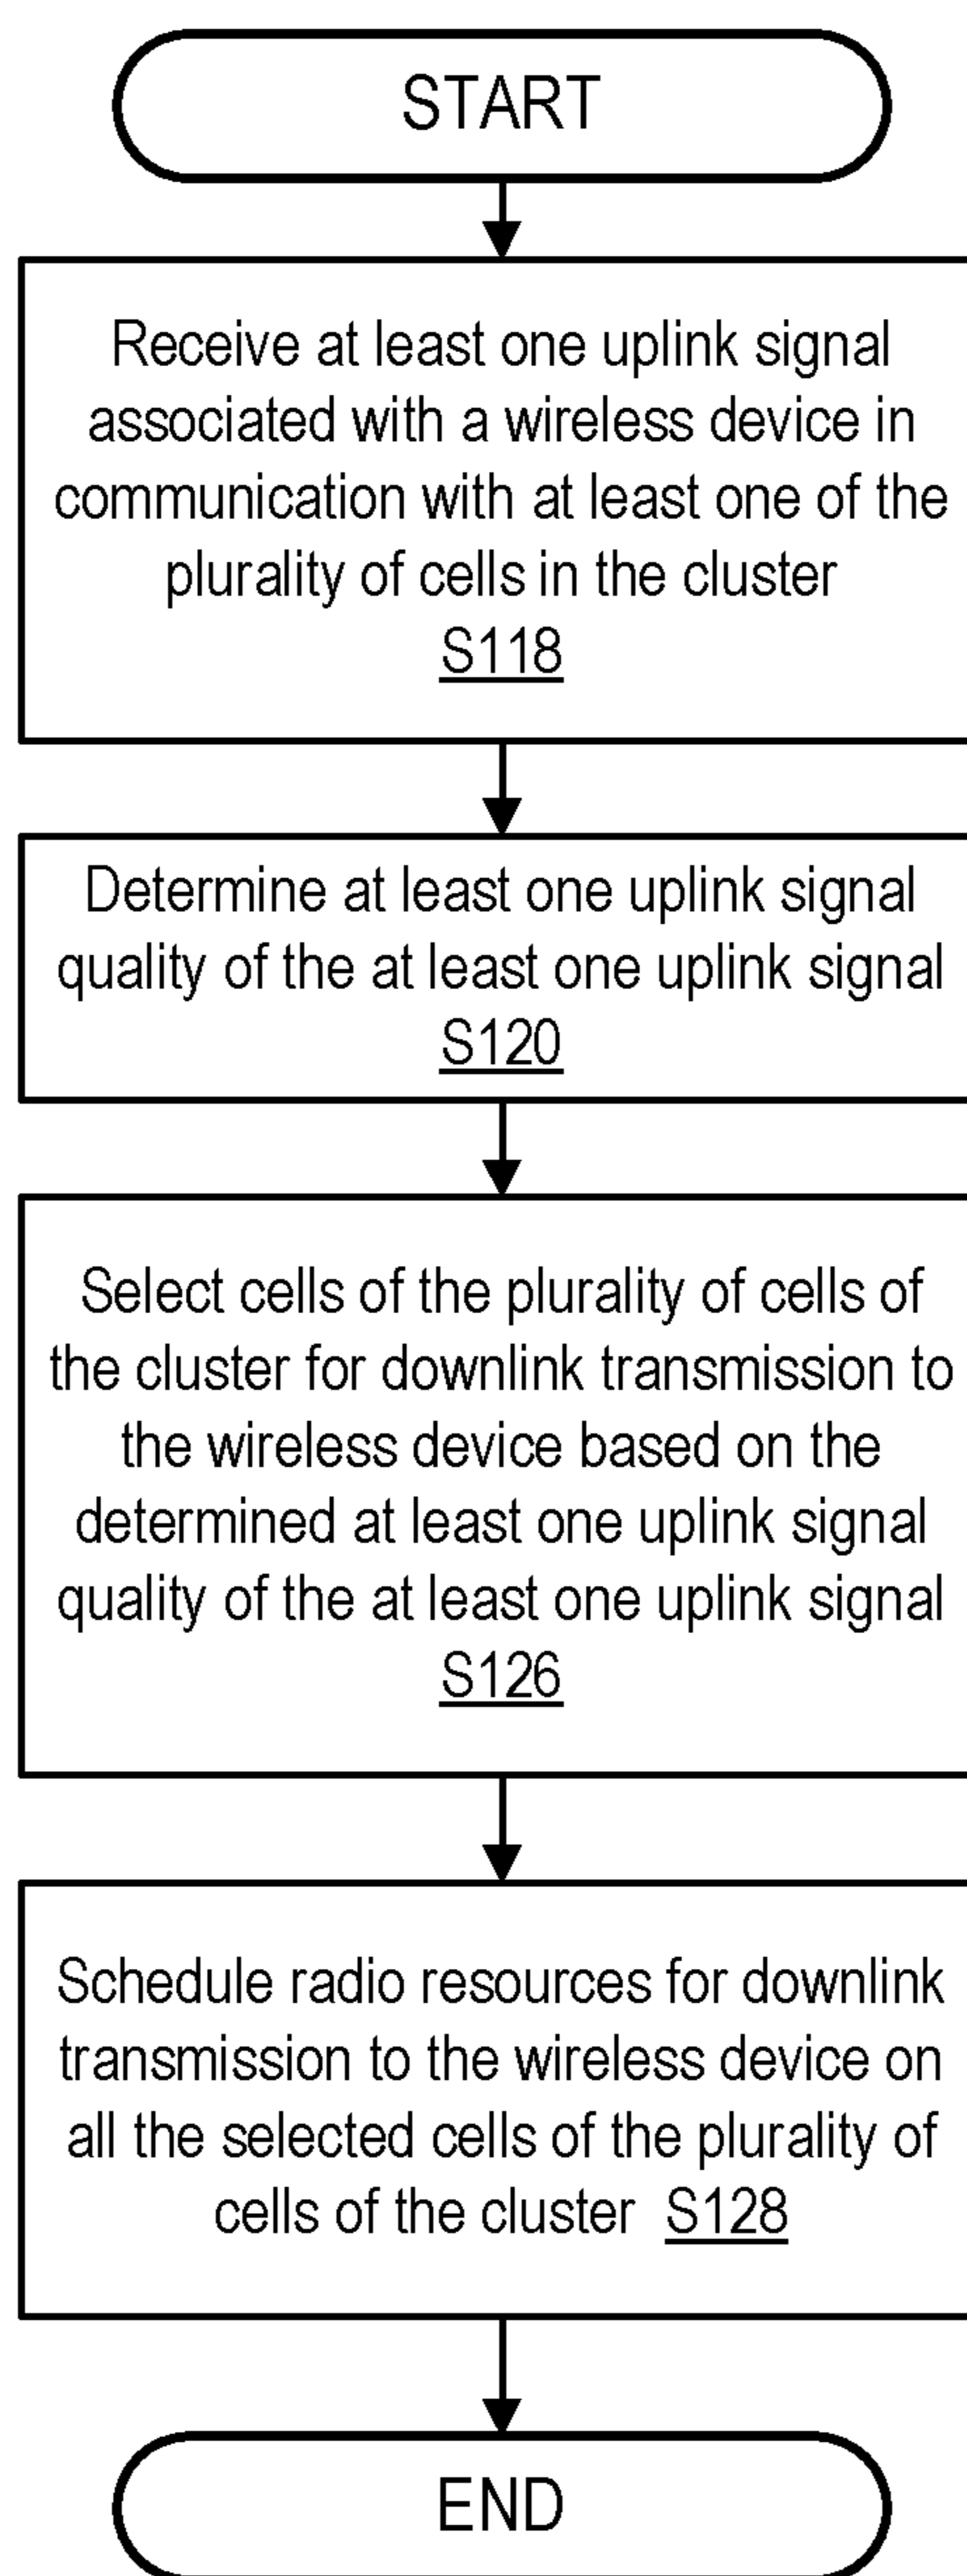 START
Receive at least one uplink signal
associated with a wireless device in
communication with at least one of the
plurality of cells in the cluster
S118
Determine at least one uplink signal
quality of the at least one uplink signal
S120
Select cells of the plurality of cells of
the cluster for downlink transmission to
the wireless device based on the
determined at least one uplink signal
quality of the at least one uplink signal
S126
Schedule radio resources for downlink
transmission to the wireless device on
all the selected cells of the plurality of
cells of the cluster S128
END